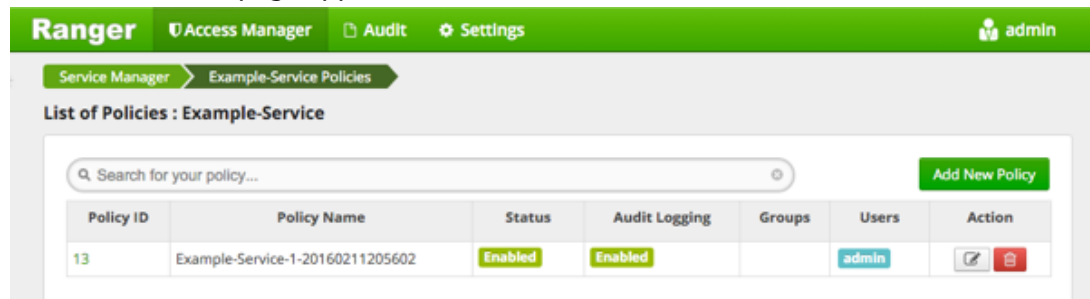 Ranger Access Manager Audit Settings admin
Service Manager Example-Service Policies
List of Policies : Example-Service
Search for your policy... Add New Policy
Policy ID Policy Name Status Audit Logging Groups Users Action
13 Example-Service-1-20160211205602 Enabled Enabled admin